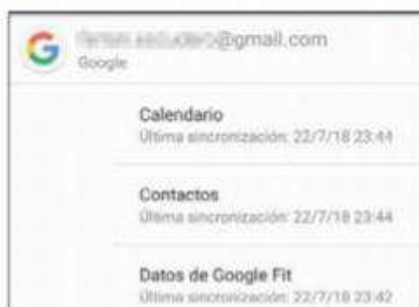 @gmail.com
Google
Calendario
Última sincronización: 22/7/18 23:44
Contactos
Última sincronización: 22/7/18 23:44
Datos de Google Fit
Última sincronización: 22/7/18 23:42